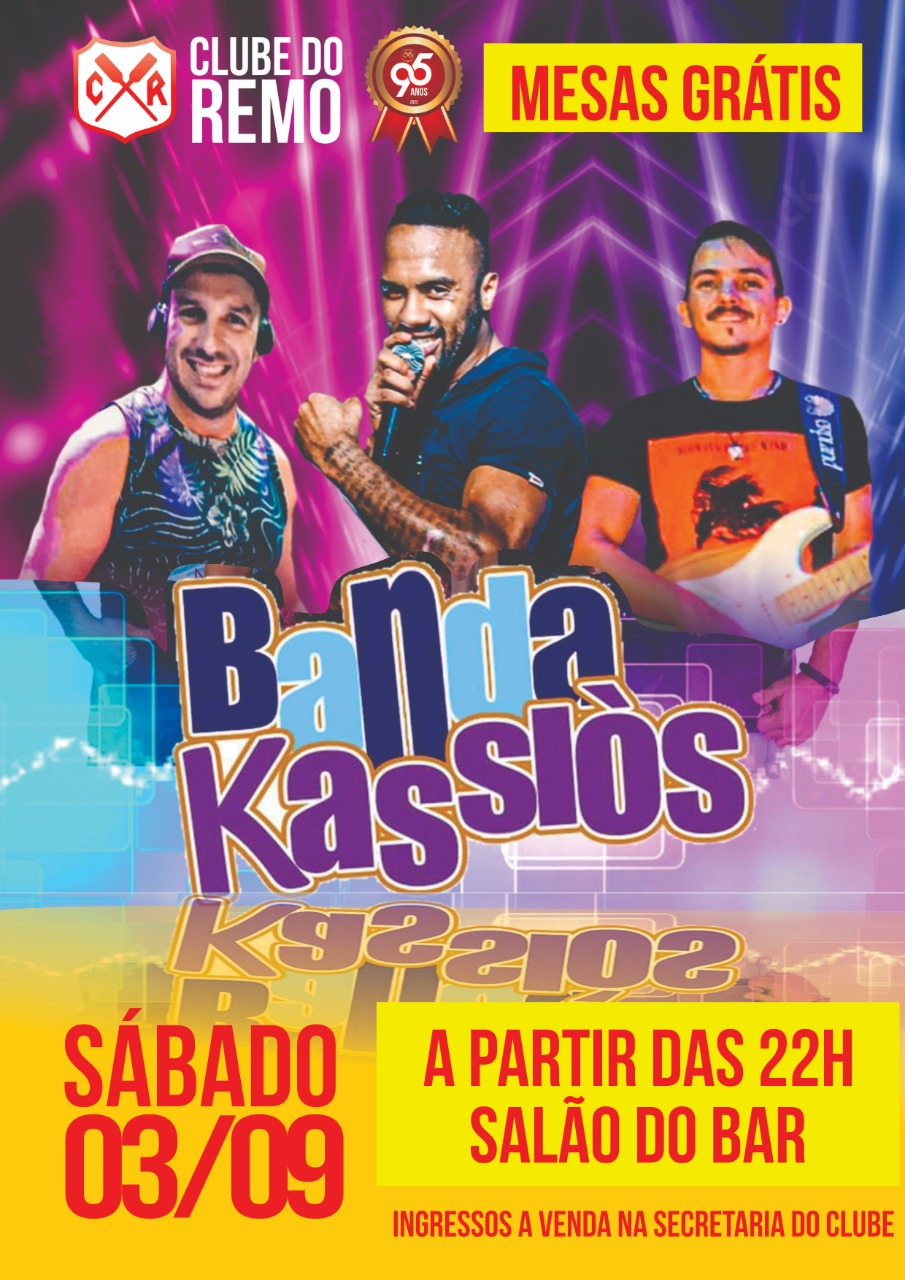 CLUBE DO
REMO
C R
95
ANOS
2022
MESAS GRÁTIS
Banda
Kassiòs
SÁBADO
03/09
A PARTIR DAS 22H
SALÃO DO BAR
INGRESSOS A VENDA NA SECRETARIA DO CLUBE